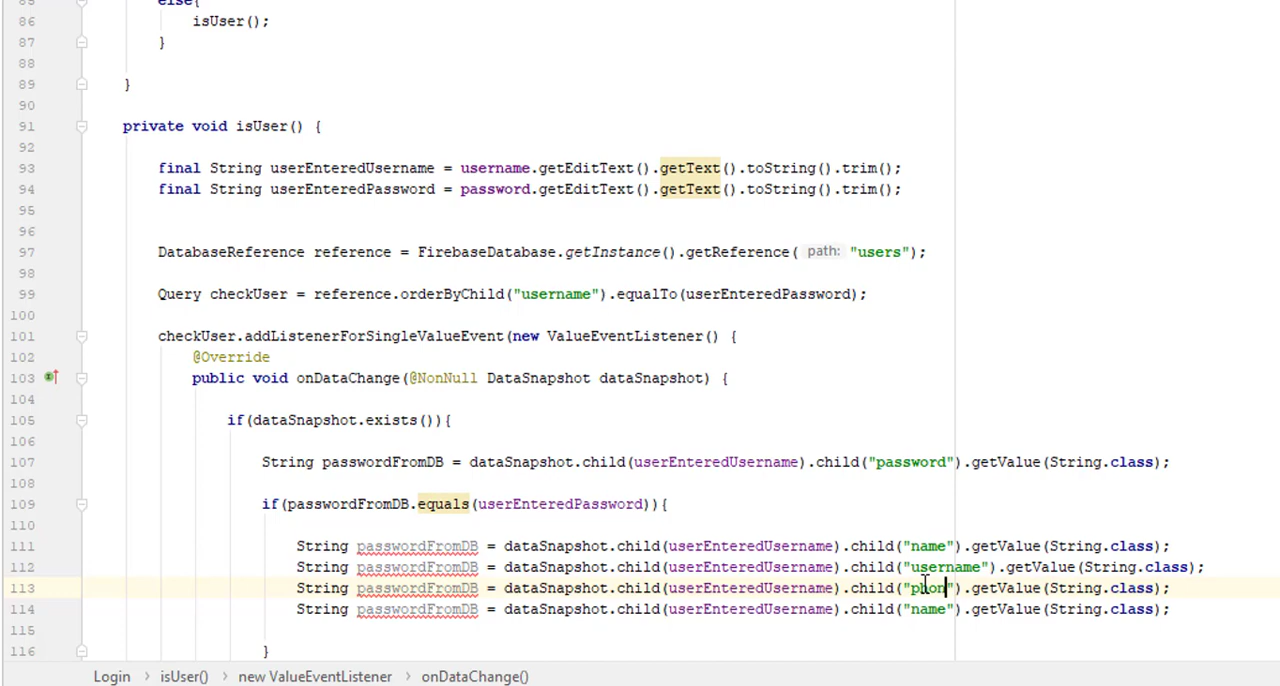 85 else{
86 isUser();
87 }
88
89 }
90
91 private void isUser() {
92
93 final String userEnteredUsername = username.getEditText().getText().toString().trim();
94 final String userEnteredPassword = password.getEditText().getText().toString().trim();
95
96
97 DatabaseReference reference = FirebaseDatabase.getInstance().getReference( path: "users");
98
99 Query checkUser = reference.orderByChild("username").equalTo(userEnteredPassword);
100
101 checkUser.addListenerForSingleValueEvent(new ValueEventListener() {
102 @Override
103 public void onDataChange(@NonNull DataSnapshot dataSnapshot) {
104
105 if(dataSnapshot.exists()){
106
107 String passwordFromDB = dataSnapshot.child(userEnteredUsername).child("password").getValue(String.class);
108
109 if(passwordFromDB.equals(userEnteredPassword)){
110
111 String passwordFromDB = dataSnapshot.child(userEnteredUsername).child("name").getValue(String.class);
112 String passwordFromDB = dataSnapshot.child(userEnteredUsername).child("username").getValue(String.class);
113 String passwordFromDB = dataSnapshot.child(userEnteredUsername).child("phon").getValue(String.class);
114 String passwordFromDB = dataSnapshot.child(userEnteredUsername).child("name").getValue(String.class);
115
116 }
Login › isUser() › new ValueEventListener › onDataChange()